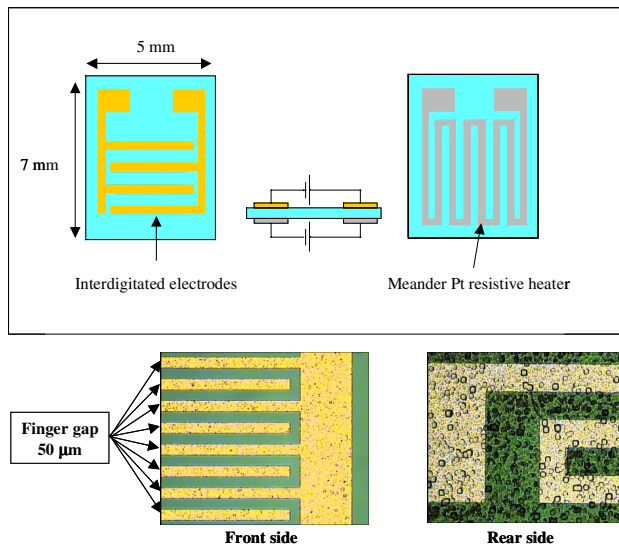 5 mm
7 mm
Interdigitated electrodes
Meander Pt resistive heater
Finger gap
50 μm
Front side
Rear side